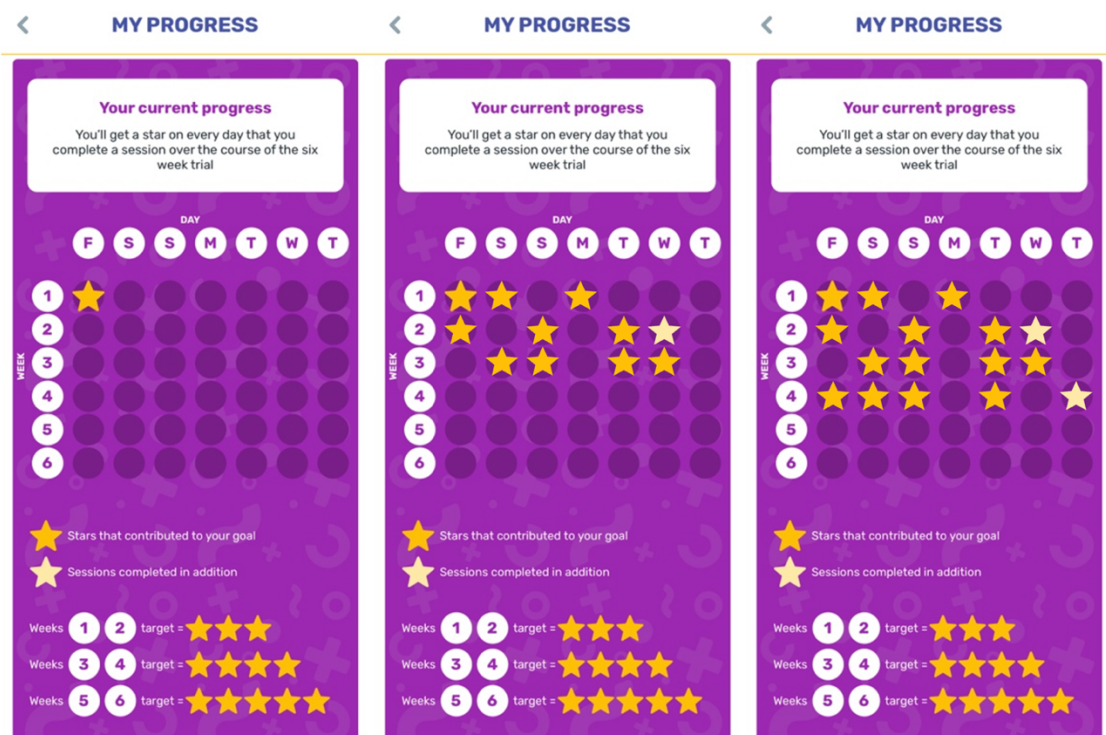 MY PROGRESS
Your current progress
You'll get a star on every day that you
complete a session over the course of the six
week trial
DAY
F S S M T W T
WEEK
1
2
3
4
5
6
Stars that contributed to your goal
Sessions completed in addition
Weeks 1 2 target =
Weeks 3 4 target =
Weeks 5 6 target =
MY PROGRESS
Your current progress
You'll get a star on every day that you
complete a session over the course of the six
week trial
DAY
F S S M T W T
WEEK
1
2
3
4
5
6
Stars that contributed to your goal
Sessions completed in addition
Weeks 1 2 target =
Weeks 3 4 target =
Weeks 5 6 target =
MY PROGRESS
Your current progress
You'll get a star on every day that you
complete a session over the course of the six
week trial
DAY
F S S M T W T
WEEK
1
2
3
4
5
6
Stars that contributed to your goal
Sessions completed in addition
Weeks 1 2 target =
Weeks 3 4 target =
Weeks 5 6 target =